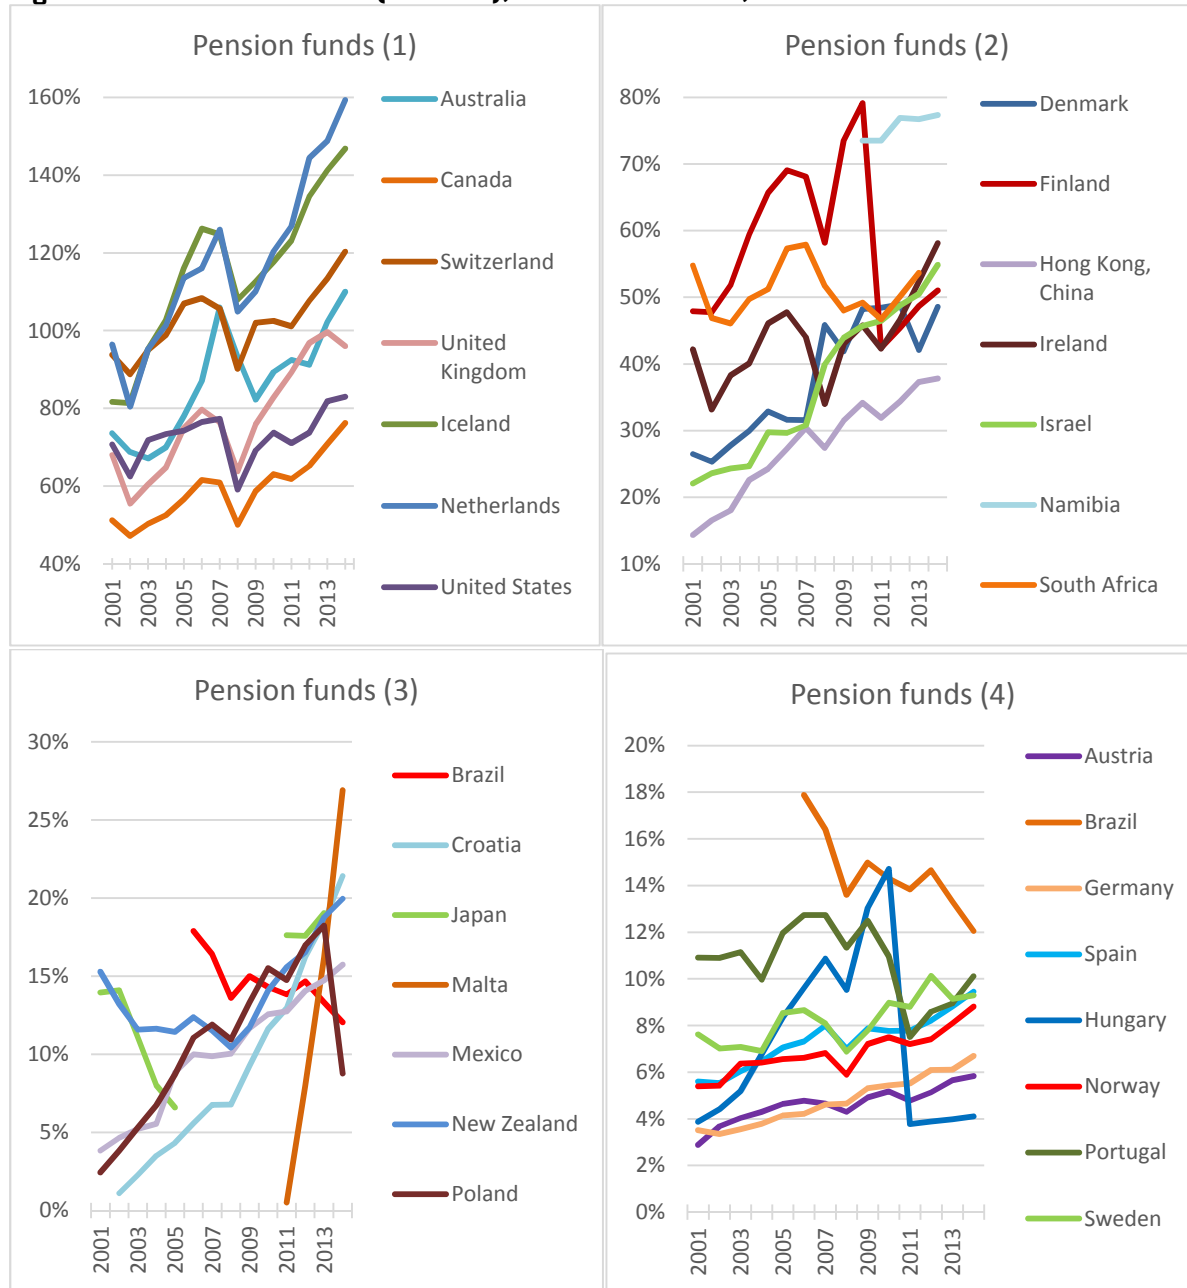 Pension funds (1)
160%
140%
120%
100%
80%
60%
40%
2001
2003
2005
2007
2009
2011
2013
Australia
Canada
Switzerland
United
Kingdom
Iceland
Netherlands
United States
Pension funds (2)
80%
70%
60%
50%
40%
30%
20%
10%
2001
2003
2005
2007
2009
2011
2013
Denmark
Finland
Hong Kong,
China
Ireland
Israel
Namibia
South Africa
Pension funds (3)
30%
25%
20%
15%
10%
5%
0%
2001
2003
2005
2007
2009
2011
2013
Brazil
Croatia
Japan
Malta
Mexico
New Zealand
Poland
Pension funds (4)
20%
18%
16%
14%
12%
10%
8%
6%
4%
2%
0%
2001
2003
2005
2007
2009
2011
2013
Austria
Brazil
Germany
Spain
Hungary
Norway
Portugal
Sweden